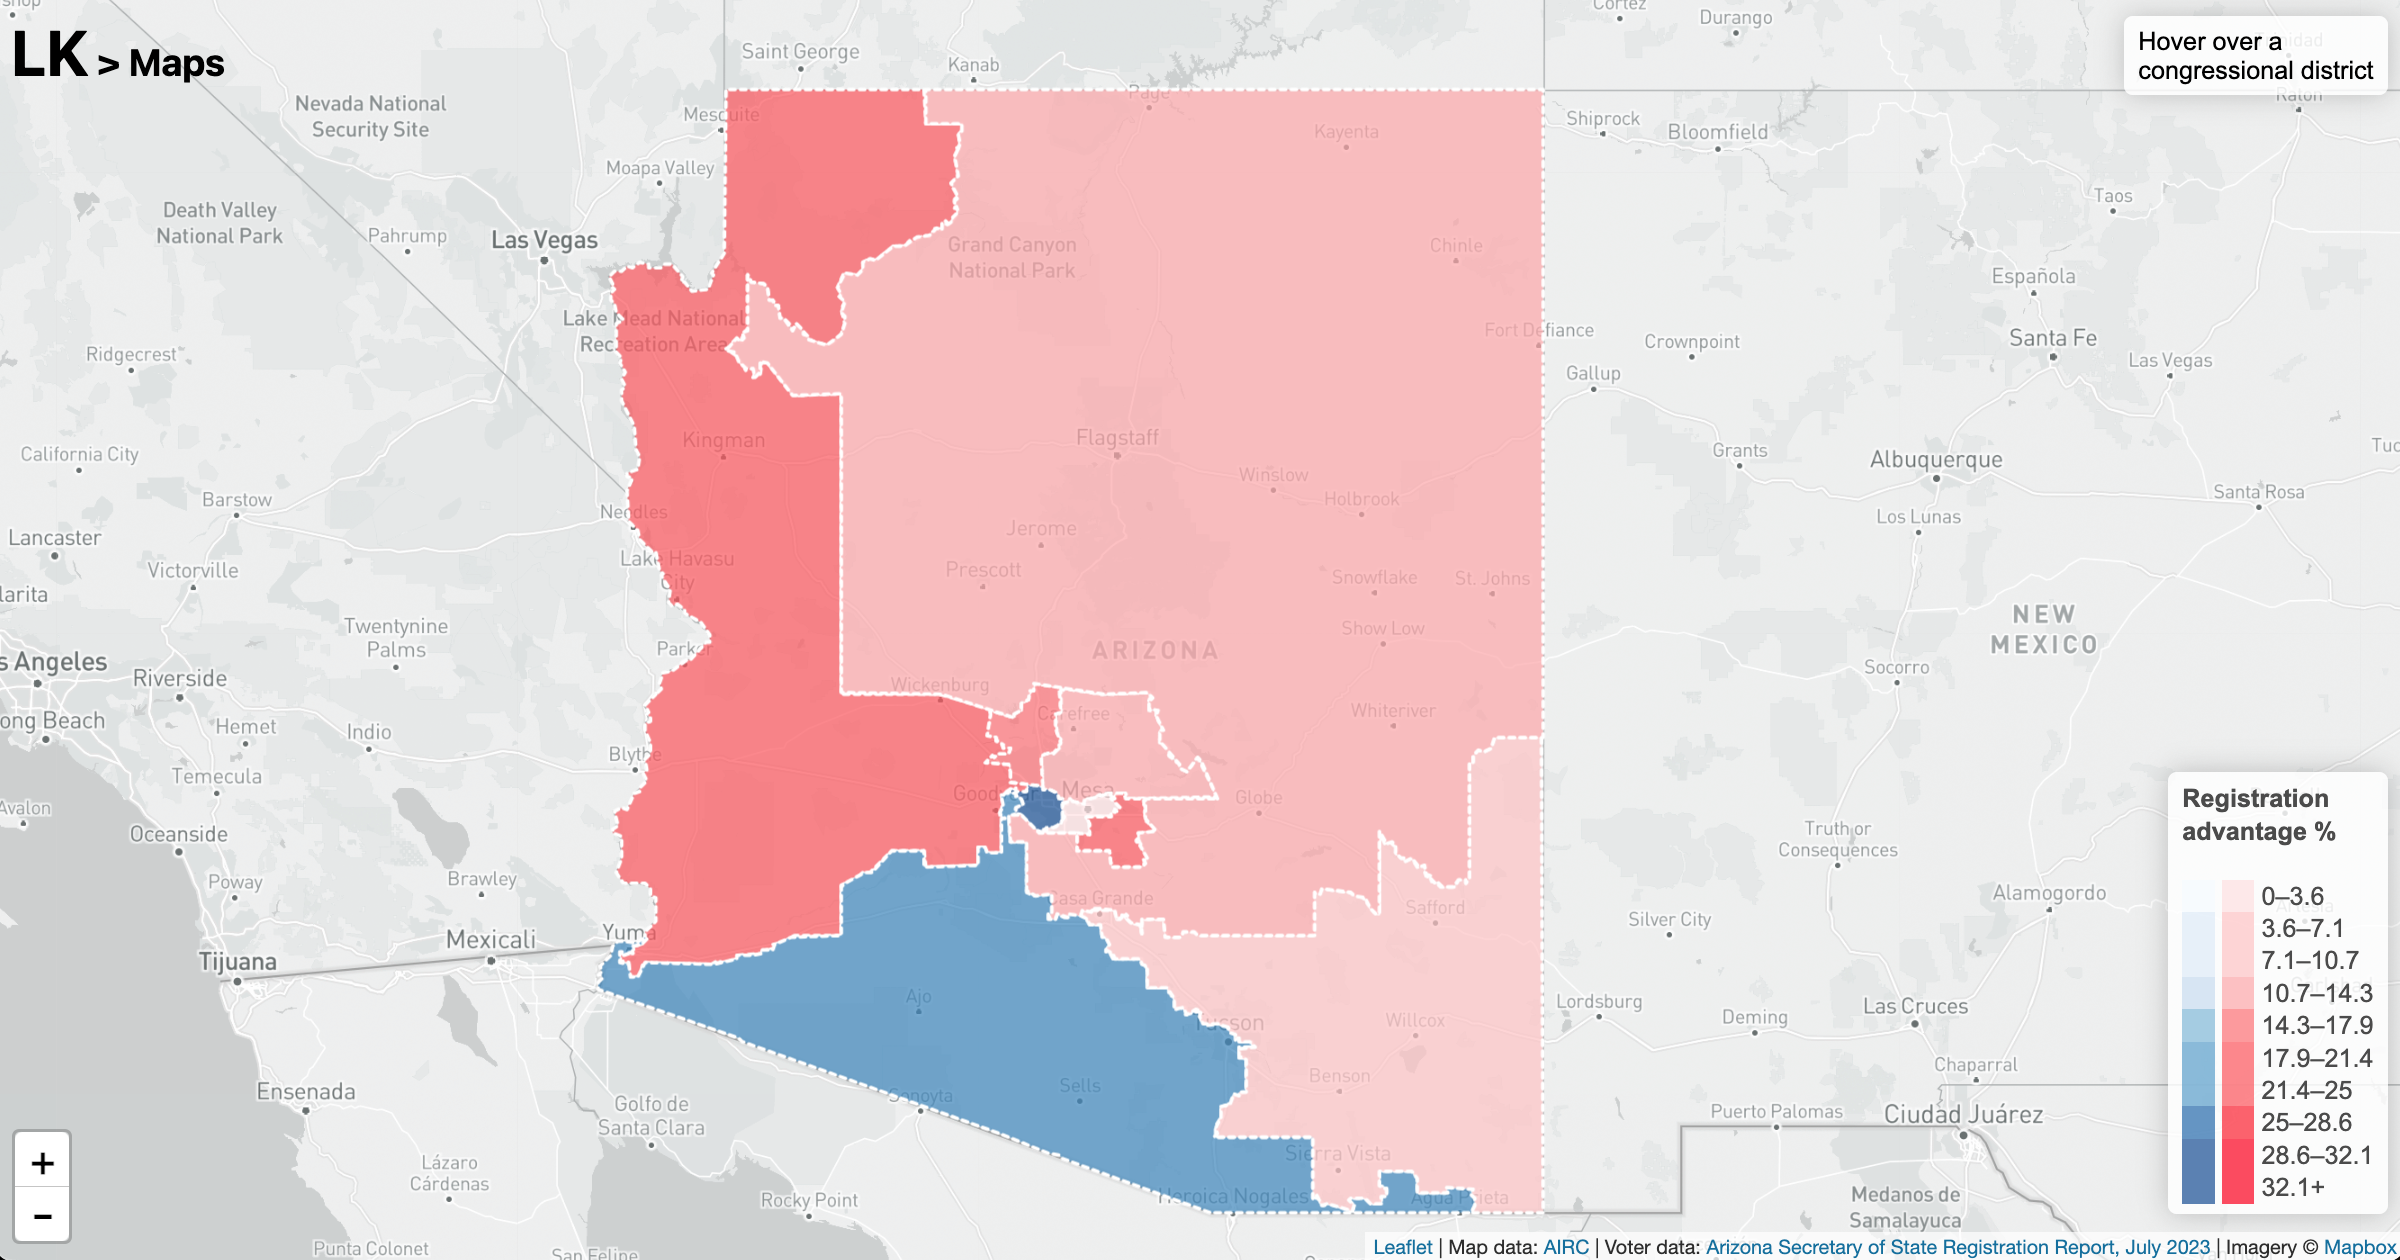 LK > Maps
Hover over a
congressional district
shop
Saint George
Kanab
Cortez
Durango
Trinidad
Raton
Nevada National
Security Site
Mesquite
Page
Kayenta
Shiprock
Bloomfield
Moapa Valley
Taos
Death Valley
National Park
Pahrump
Las Vegas
Grand Canyon
National Park
Chinle
Española
Lake Mead National
Recreation Area
Fort Defiance
Crownpoint
Santa Fe
Las Vegas
Ridgecrest
Gallup
Kingman
Flagstaff
Grants
Albuquerque
Tuc
California City
Winslow
Holbrook
Santa Rosa
Barstow
Needles
Los Lunas
Lancaster
Jerome
Lake Havasu
City
Victorville
Prescott
Snowflake
St. Johns
larita
Twentynine
Palms
Show Low
NEW
MEXICO
Parker
ARIZONA
s Angeles
Riverside
Wickenburg
Socorro
ong Beach
Hemet
Indio
Carefree
Whiteriver
Blythe
Temecula
Mesa
Goodyear
Globe
Avalon
Oceanside
Truth or
Consequences
Poway
Brawley
Casa Grande
Safford
Silver City
Alamogordo
Yuma
Mexicali
Tijuana
Ajo
Tucson
Willcox
Lordsburg
Deming
Las Cruces
Benson
Chaparral
Ensenada
Sonoyta
Sells
Golfo de
Santa Clara
Puerto Palomas
Ciudad Juárez
Sierra Vista
Lázaro
Cárdenas
Rocky Point
Heroica Nogales
Agua Prieta
Medanos de
Samalayuca
Punta Colonet
San Feline
Registration
advantage %
0–3.6
3.6–7.1
7.1–10.7
10.7–14.3
14.3–17.9
17.9–21.4
21.4–25
25–28.6
28.6–32.1
32.1+
+
−
Leaflet | Map data: AIRC | Voter data: Arizona Secretary of State Registration Report, July 2023 | Imagery © Mapbox